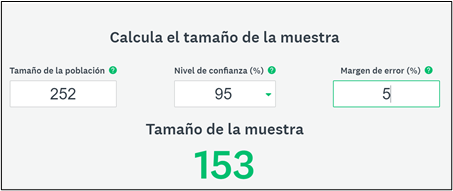 Calcula el tamaño de la muestra
Tamaño de la población ? Nivel de confianza (%) ? Margen de error (%) ?
252 95 5
Tamaño de la muestra
153